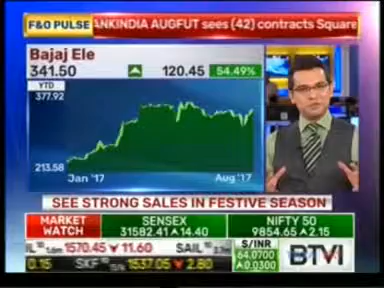 F&O PULSE
ANKINDIA AUGFUT sees (42) contracts Square
Bajaj Ele
341.50 120.45 54.49%
YTD
377.92
213.58
Jan '17 Aug '17
SEE STRONG SALES IN FESTIVE SEASON
MARKET WATCH
SENSEX
31582.41 14.40
NIFTY 50
9854.65 2.15
1570.45 11.60 SAIL
0.15 SKF 1537.05 2.80
$/INR
64.0700
0.0300
BTVI